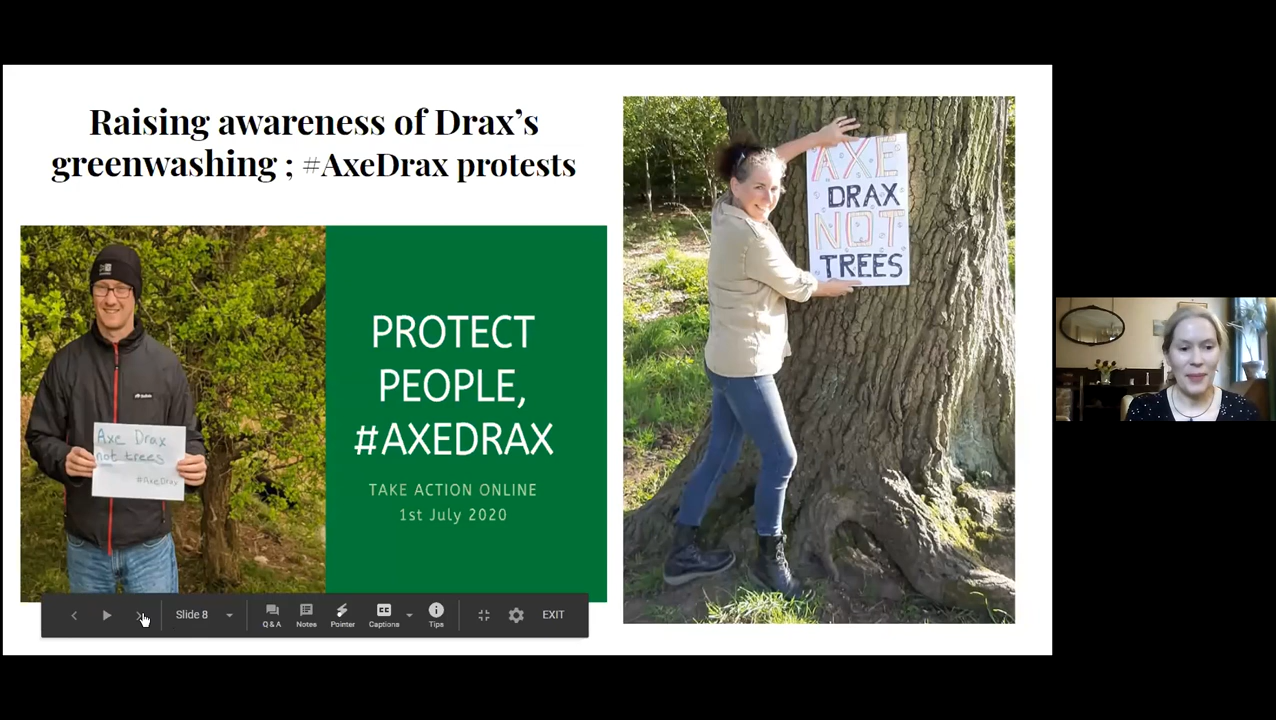 Raising awareness of Drax's
greenwashing ; #AxeDrax protests
Axe Drax
not trees
#AxeDrax
PROTECT
PEOPLE,
#AXEDRAX
TAKE ACTION ONLINE
1st July 2020
AXE
DRAX
NOT
TREES
Slide 8
Q & A
Notes
Pointer
Captions
Tips
EXIT